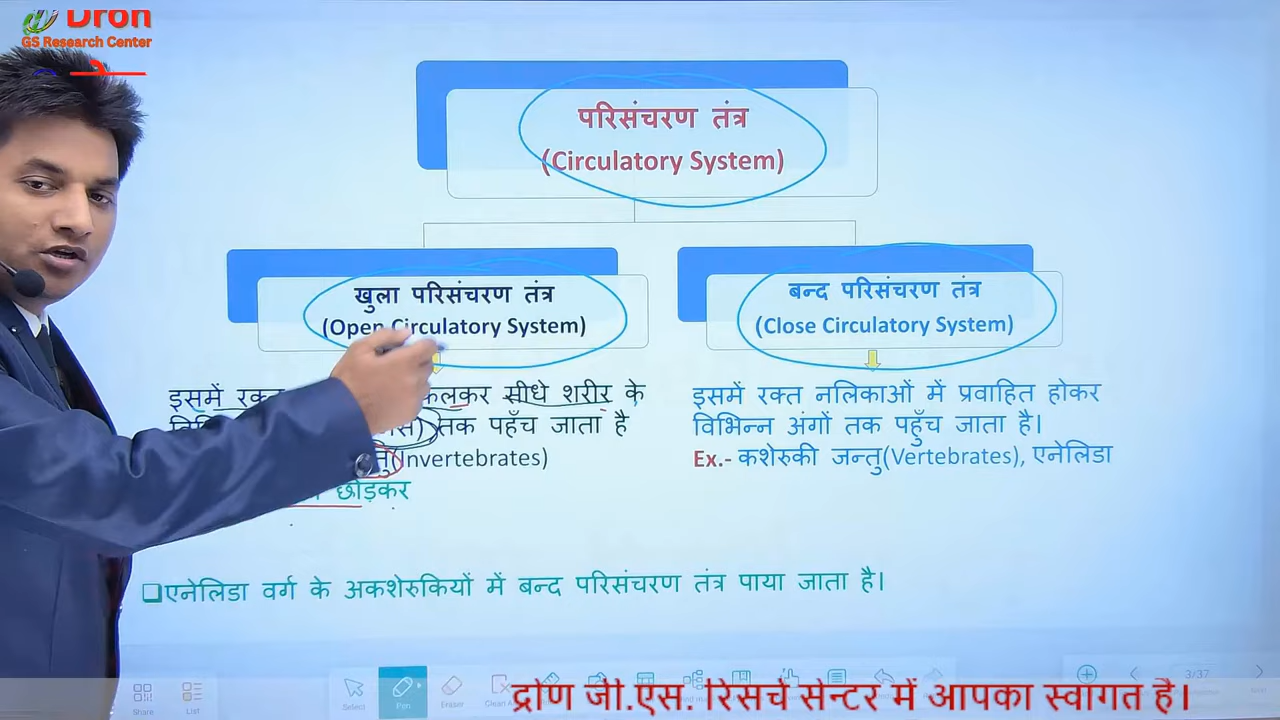 Dron
GS Research Center
परिसंचरण तंत्र
(Circulatory System)
खुला परिसंचरण तंत्र
(Open Circulatory System)
बन्द परिसंचरण तंत्र
(Close Circulatory System)
इसमें रक्त सीधे शरीर के
तक पहँच जाता है
(Invertebrates)
छोड़कर
इसमें रक्त नलिकाओं में प्रवाहित होकर
विभिन्न अंगों तक पहुँच जाता है।
Ex.- कशेरुकी जन्तु(Vertebrates), एनेलिडा
❑एनेलिडा वर्ग के अकशेरुकियों में बन्द परिसंचरण तंत्र पाया जाता है।
Share
List
Select
Pen
Eraser
3/37
द्रोण जी.एस. रिसर्च सेन्टर में आपका स्वागत है।